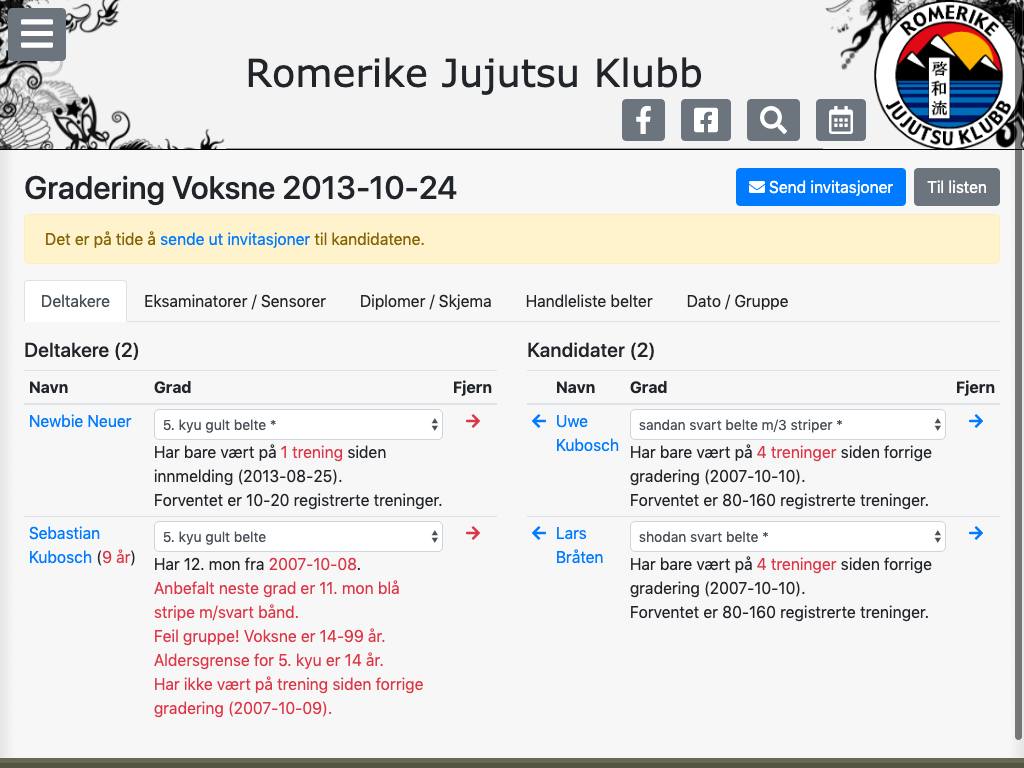 Romerike Jujutsu Klubb
ROMERIKE
啓和流
JUJUTSU KLUBB
Gradering Voksne 2013-10-24
Send invitasjoner
Til listen
Det er på tide å sende ut invitasjoner til kandidatene.
Deltakere
Eksaminatorer / Sensorer
Diplomer / Skjema
Handleliste belter
Dato / Gruppe
Deltakere (2)
Navn Grad Fjern
Newbie Neuer
5. kyu gult belte *
Har bare vært på 1 trening siden
innmelding (2013-08-25).
Forventet er 10-20 registrerte treninger.
Sebastian
Kubosch (9 år)
5. kyu gult belte
Har 12. mon fra 2007-10-08.
Anbefalt neste grad er 11. mon blå
stripe m/svart bånd.
Feil gruppe! Voksne er 14-99 år.
Aldersgrense for 5. kyu er 14 år.
Har ikke vært på trening siden forrige
gradering (2007-10-09).
Kandidater (2)
Navn Grad Fjern
Uwe
Kubosch
sandan svart belte m/3 striper *
Har bare vært på 4 treninger siden forrige
gradering (2007-10-10).
Forventet er 80-160 registrerte treninger.
Lars
Bråten
shodan svart belte *
Har bare vært på 4 treninger siden forrige
gradering (2007-10-10).
Forventet er 80-160 registrerte treninger.